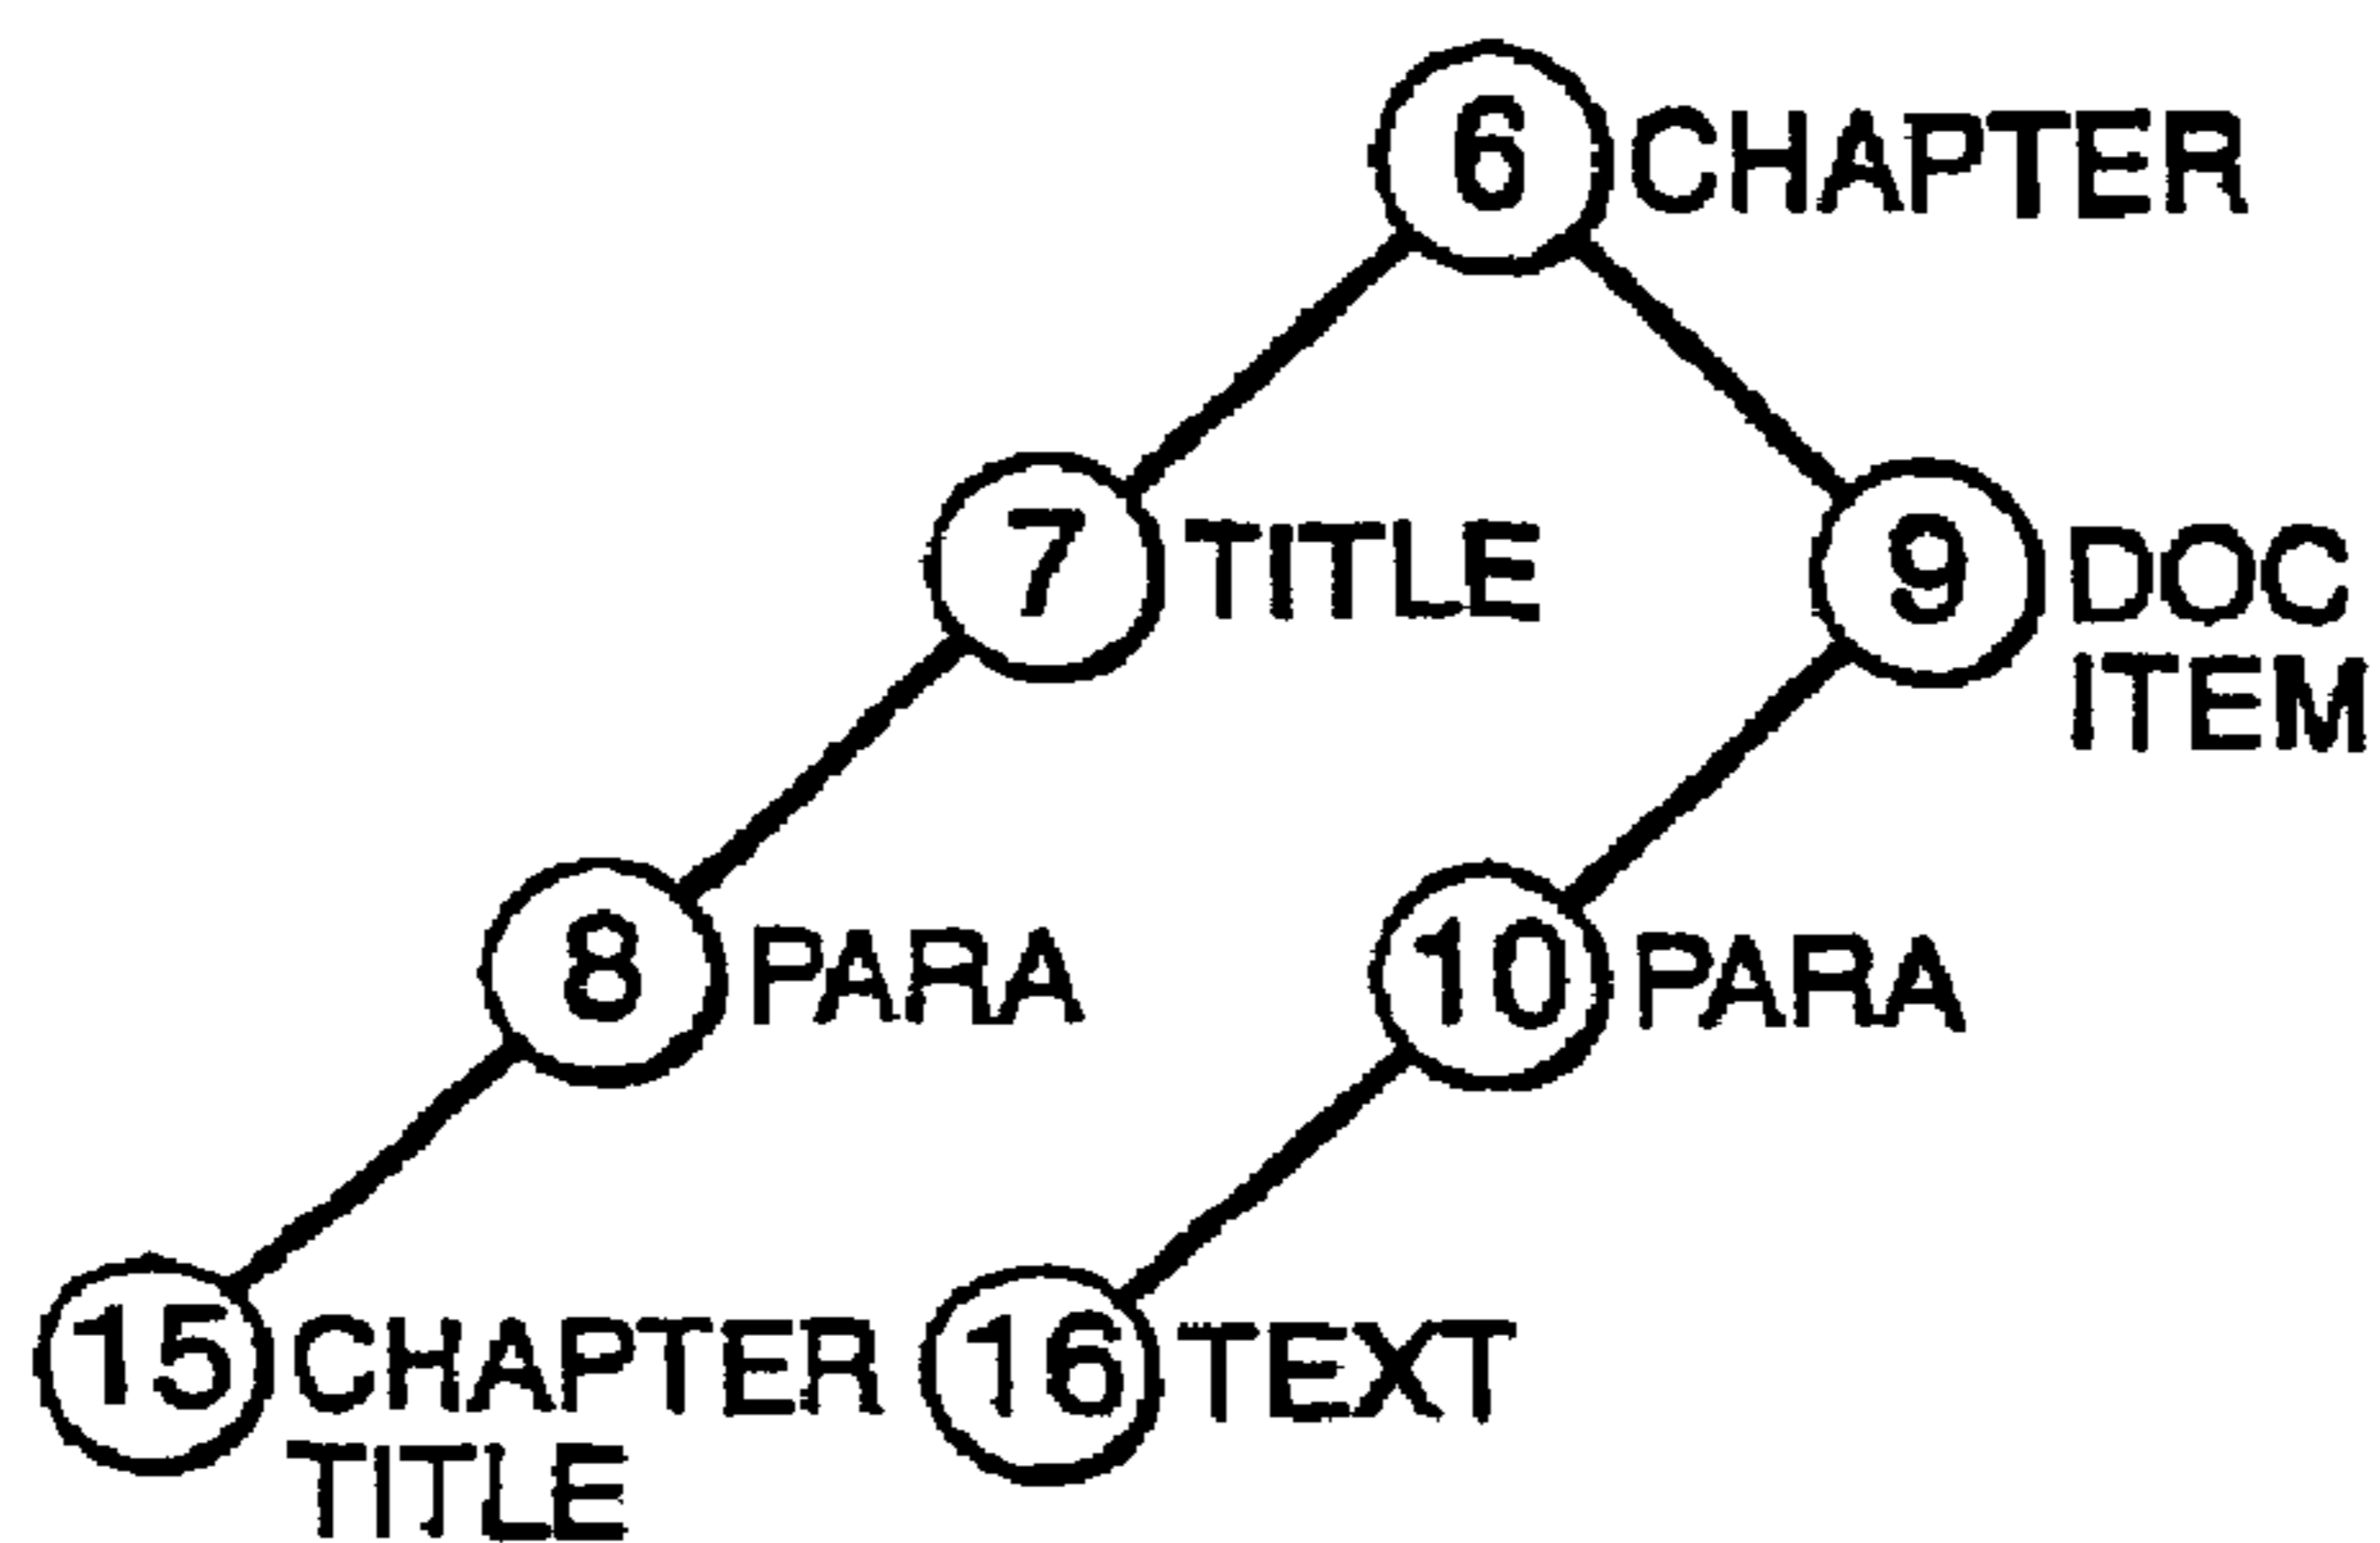 6 CHAPTER
7 TITLE
9 DOC
ITEM
8 PARA
10 PARA
15 CHAPTER
TITLE
16 TEXT